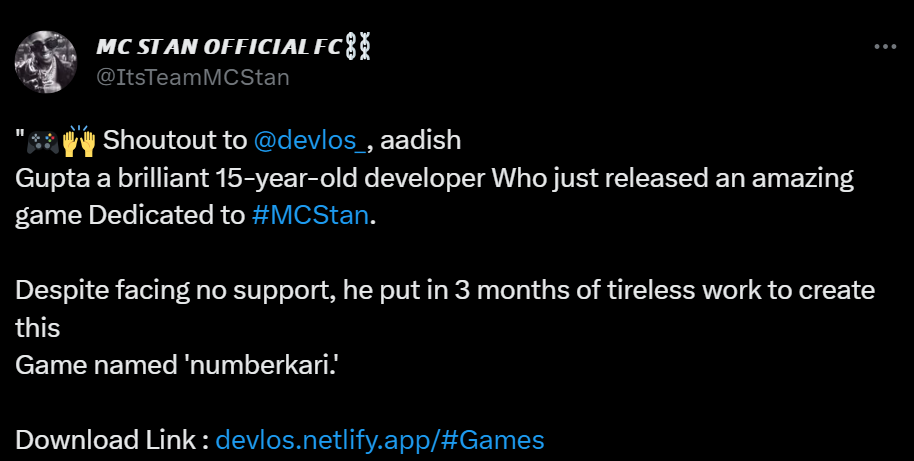 MC STAN OFFICIAL FC⛓⛓
@ItsTeamMCStan
"🎮🙌 Shoutout to @devlos_, aadish
Gupta a brilliant 15-year-old developer Who just released an amazing
game Dedicated to #MCStan.
Despite facing no support, he put in 3 months of tireless work to create
this
Game named 'numberkari.'
Download Link : devlos.netlify.app/#Games